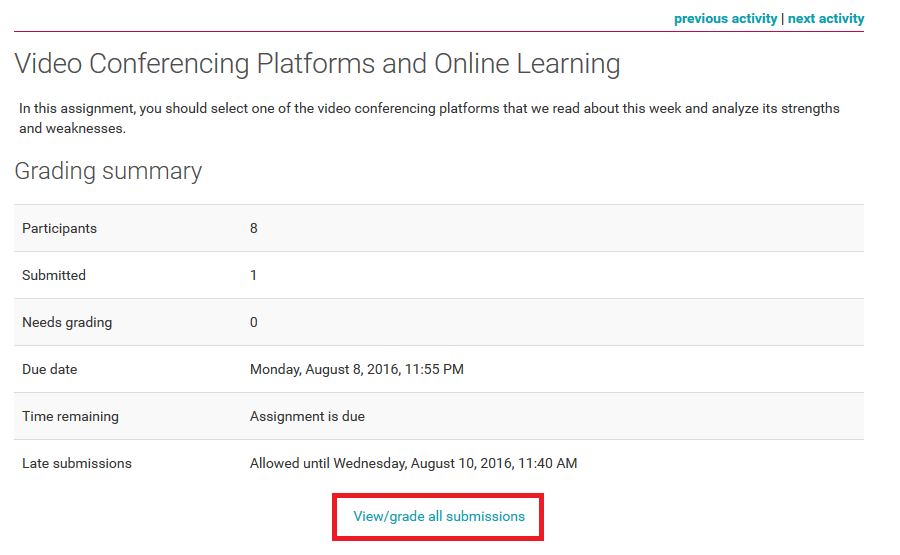 previous activity | next activity
Video Conferencing Platforms and Online Learning
In this assignment, you should select one of the video conferencing platforms that we read about this week and analyze its strengths
and weaknesses.
Grading summary
Participants 8
Submitted 1
Needs grading 0
Due date Monday, August 8, 2016, 11:55 PM
Time remaining Assignment is due
Late submissions Allowed until Wednesday, August 10, 2016, 11:40 AM
View/grade all submissions